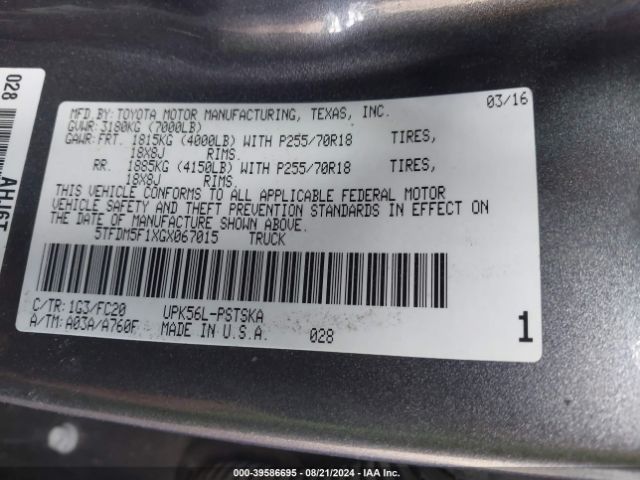 MFD.BY:TOYOTA MOTOR MANUFACTURING, TEXAS, INC. 03/16
GVWR:3180KG (7000LB)
GAWR:FRT. 1815KG (4000LB) WITH P255/70R18 TIRES,
18X8J RIMS.
RR. 1885KG (4150LB) WITH P255/70R18 TIRES,
18X8J RIMS.
THIS VEHICLE CONFORMS TO ALL APPLICABLE FEDERAL MOTOR
VEHICLE SAFETY AND THEFT PREVENTION STANDARDS IN EFFECT ON
THE DATE OF MANUFACTURE SHOWN ABOVE.
5TFDM5F1XGX067015 TRUCK
C/TR:1G3/FC20 UPK56L-PSTSKA
A/TM:A03A/A760F MADE IN U.S.A. 028 1
028
000-39586695 - 08/21/2024 - IAA Inc.